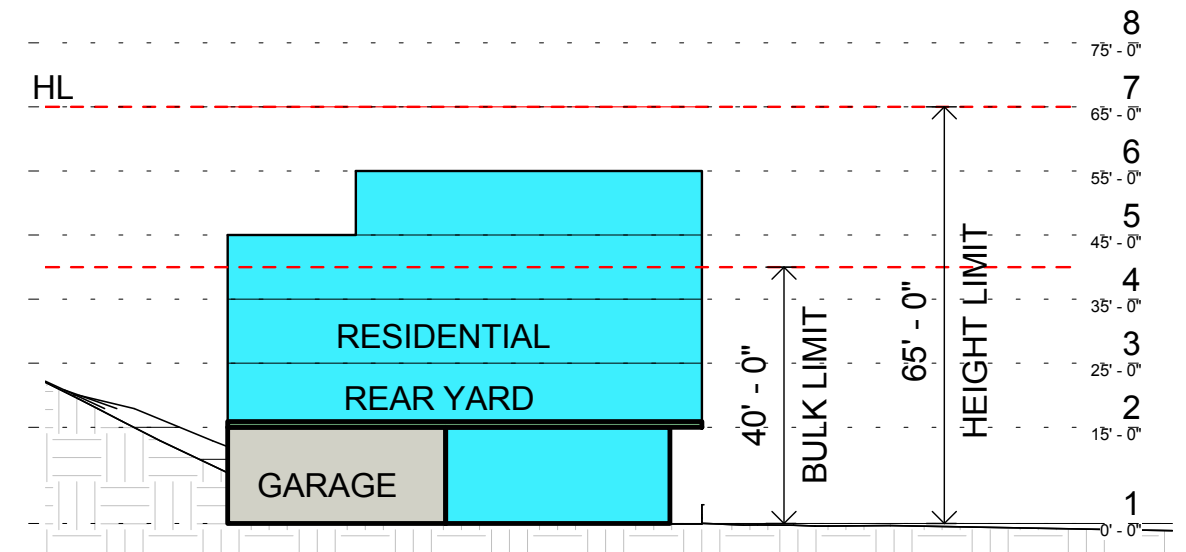 8
75' - 0"
HL
7
65' - 0"
6
55' - 0"
5
45' - 0"
4
35' - 0"
RESIDENTIAL
3
25' - 0"
REAR YARD
2
15' - 0"
GARAGE
40' - 0"
BULK LIMIT
65' - 0"
HEIGHT LIMIT
1
0' - 0"